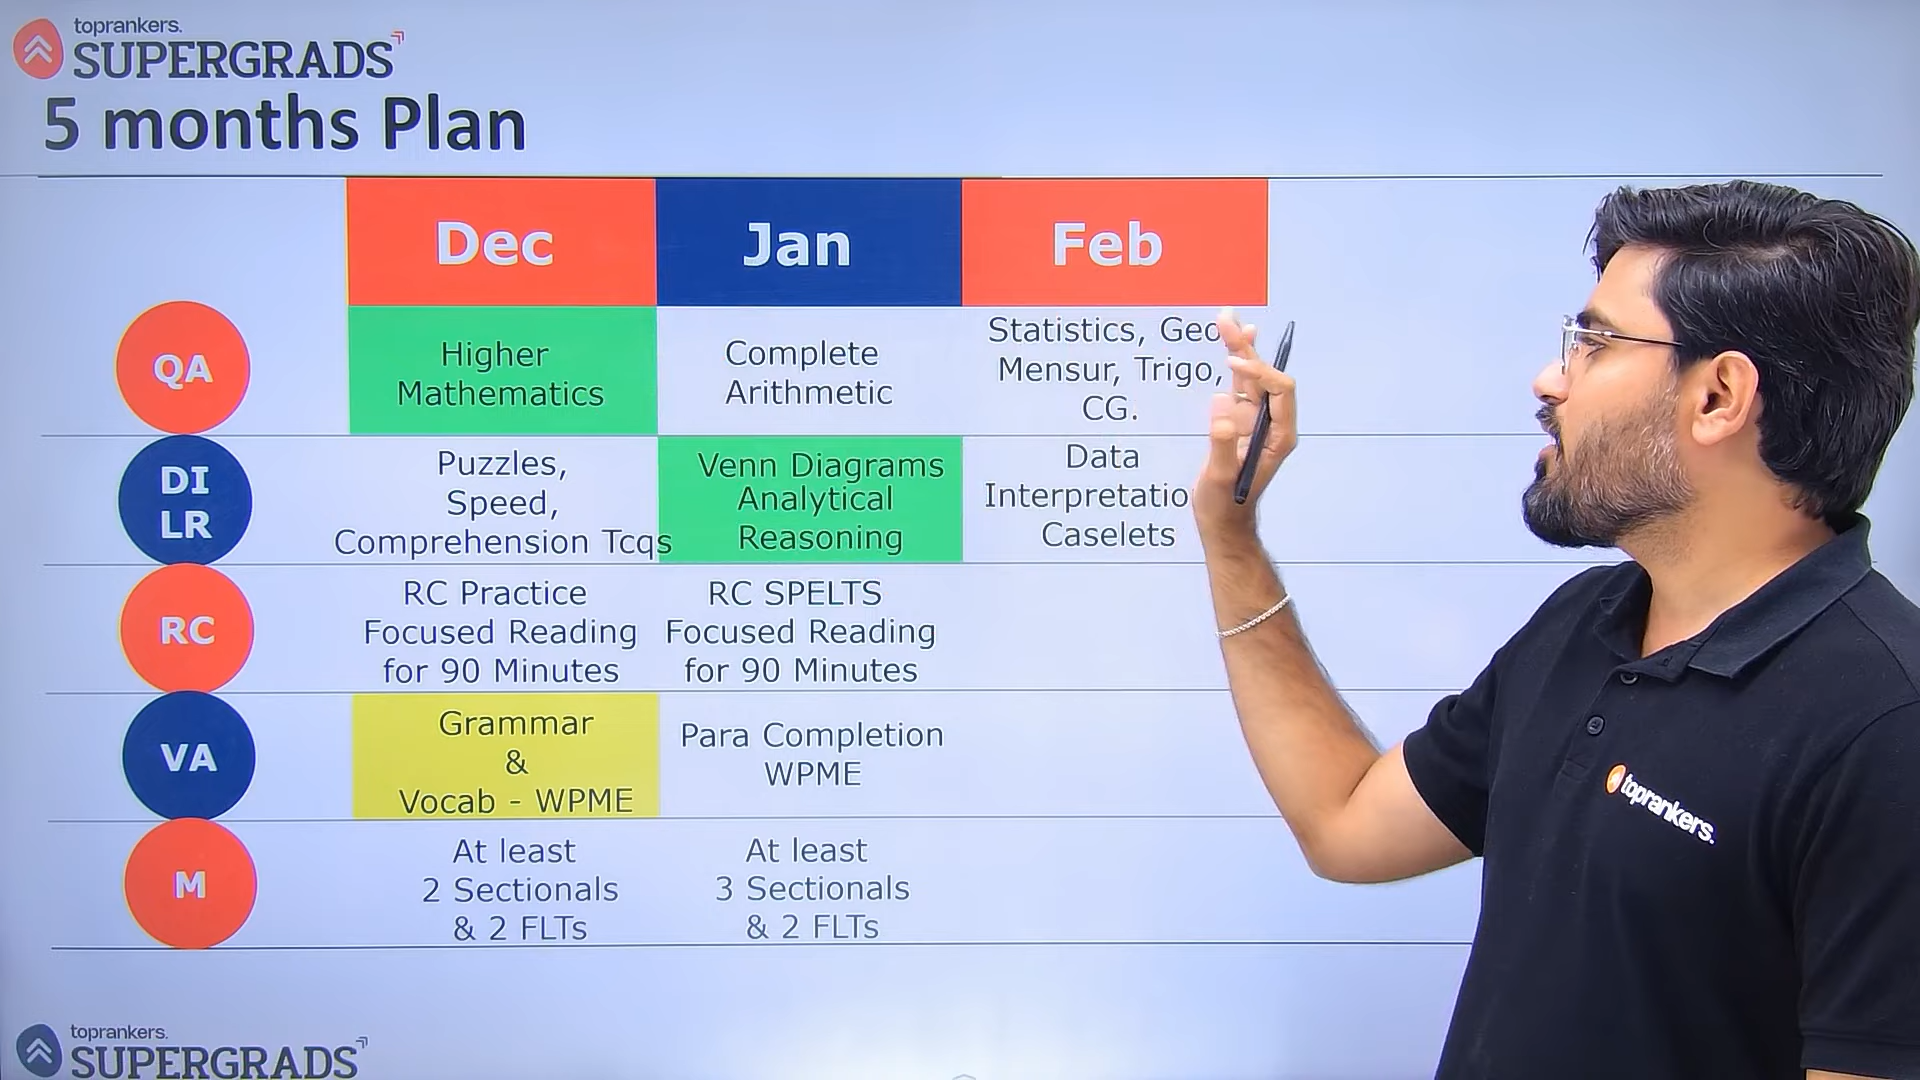 toprankers.
SUPERGRADS
5 months Plan
Dec
Jan
Feb
QA
Higher
Mathematics
Complete
Arithmetic
Statistics, Geo
Mensur, Trigo,
CG.
DI
LR
Puzzles,
Speed,
Comprehension Tcqs
Venn Diagrams
Analytical
Reasoning
Data
Interpretatio
Caselets
RC
RC Practice
Focused Reading
for 90 Minutes
RC SPELTS
Focused Reading
for 90 Minutes
VA
Grammar
&
Vocab - WPME
Para Completion
WPME
M
At least
2 Sectionals
& 2 FLTs
At least
3 Sectionals
& 2 FLTs
toprankers.
toprankers.
SUPERGRADS